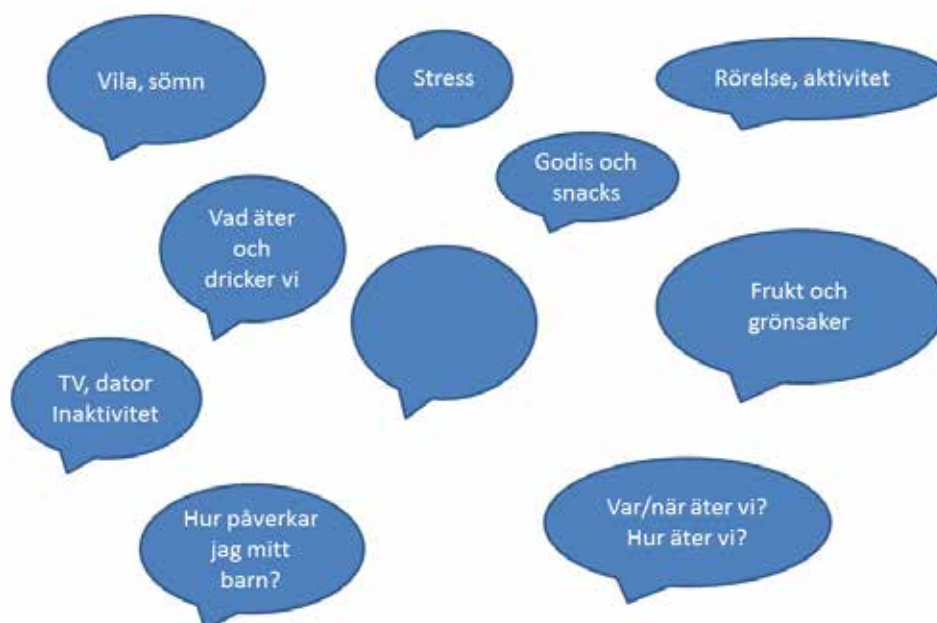 Vila, sömn
Stress
Rörelse, aktivitet
Godis och
snacks
Vad äter
och
dricker vi
Frukt och
grönsaker
TV, dator
Inaktivitet
Hur påverkar
jag mitt
barn?
Var/när äter vi?
Hur äter vi?